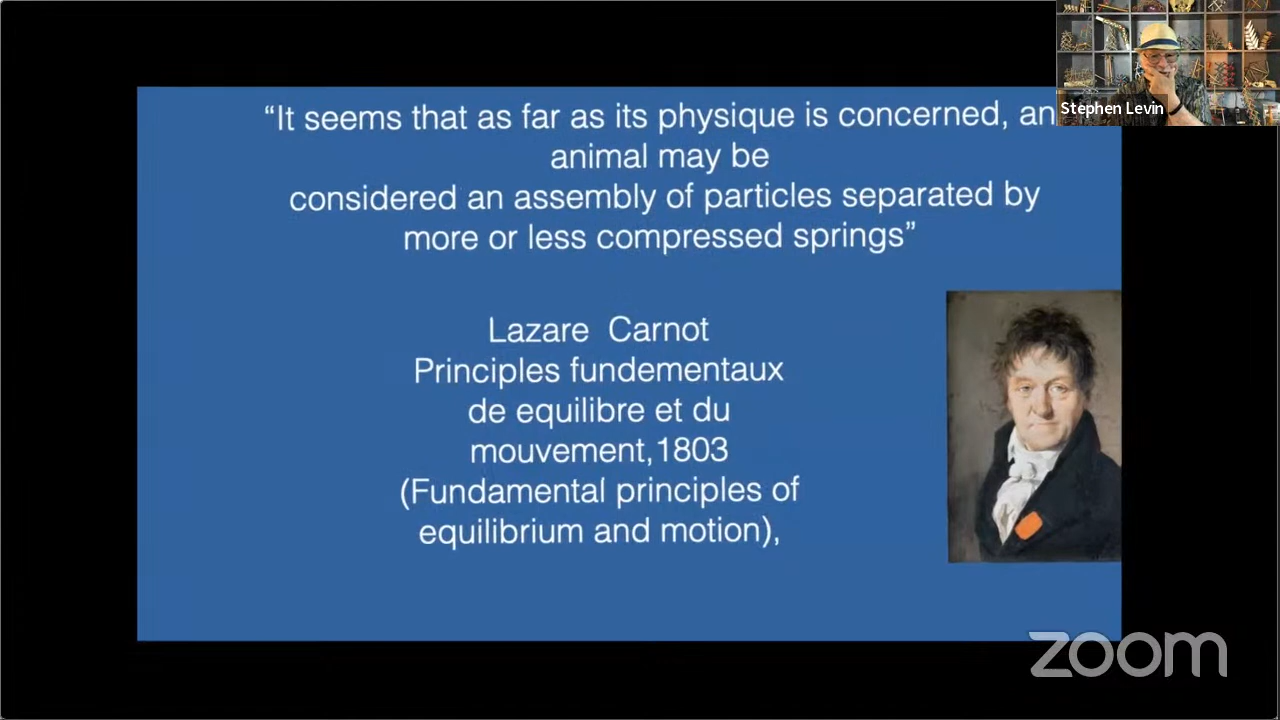 Stephen Levin
“It seems that as far as its physique is concerned, an
animal may be
considered an assembly of particles separated by
more or less compressed springs”
Lazare  Carnot
Principles fundementaux
de equilibre et du
mouvement,1803
(Fundamental principles of
equilibrium and motion),
zoom